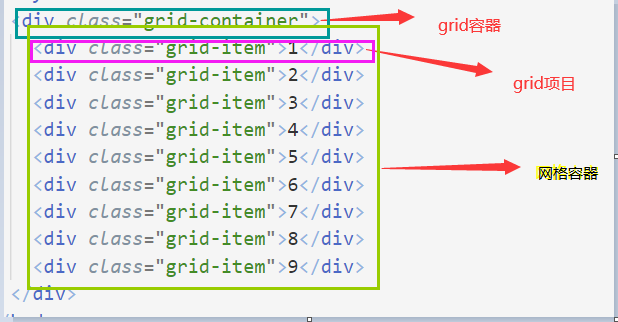 <div class="grid-container">
grid容器
<div class="grid-item">1</div>
<div class="grid-item">2</div>
grid项目
<div class="grid-item">3</div>
<div class="grid-item">4</div>
<div class="grid-item">5</div>
网格容器
<div class="grid-item">6</div>
<div class="grid-item">7</div>
<div class="grid-item">8</div>
<div class="grid-item">9</div>
</div>